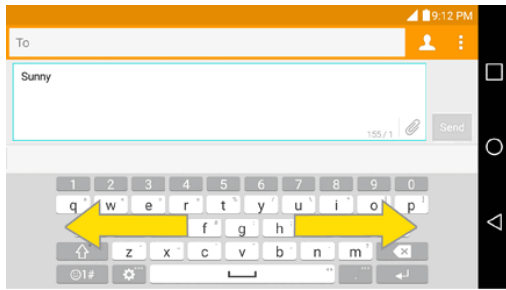 9:12 PM
To
Sunny
155 / 1
Send
1 2 3 4 5 6 7 8 9 0
q w e r t y u i o p
f g h
z x c v b n m
☺1#